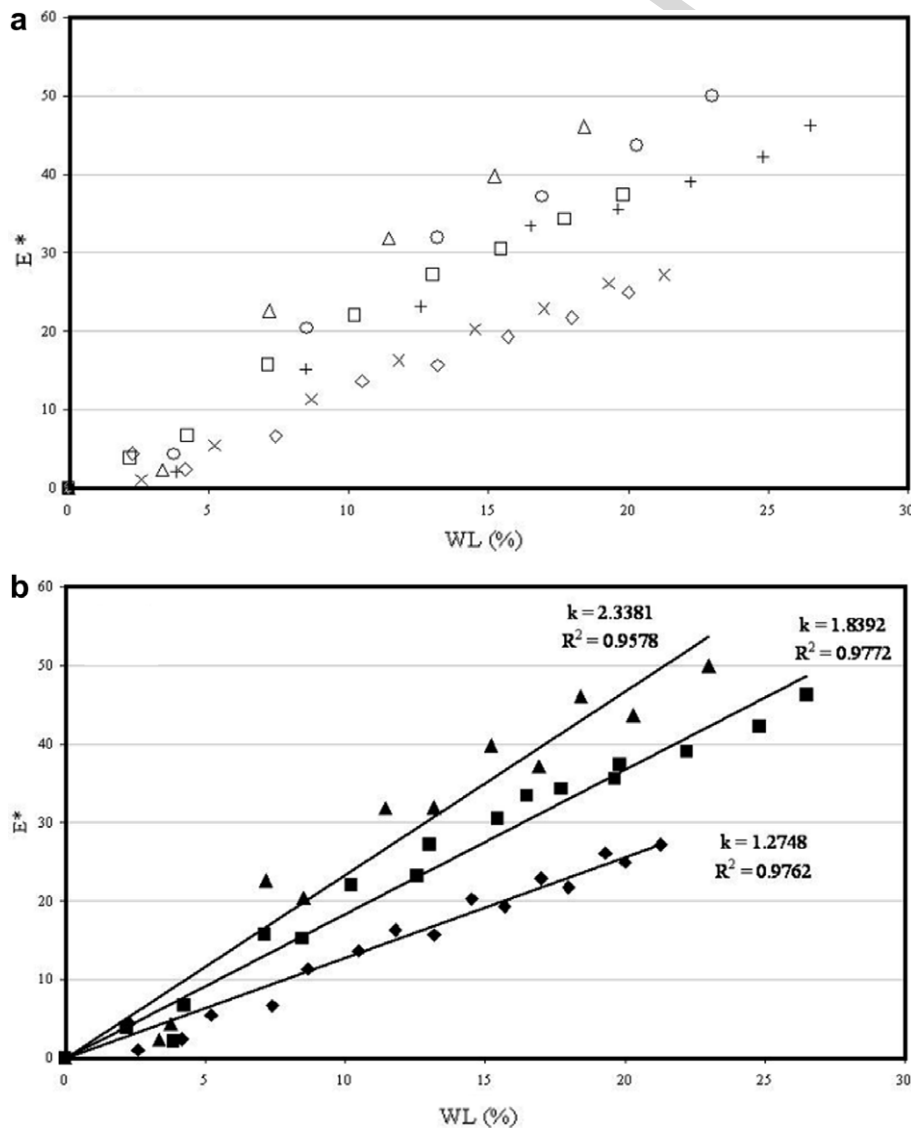 a
60
50
40
30
20
10
0
E *
0 5 10 15 20 25 30
WL (%)
b
60
50
40
30
20
10
0
E*
k = 2.3381
R² = 0.9578
k = 1.8392
R² = 0.9772
k = 1.2748
R² = 0.9762
0 5 10 15 20 25 30
WL (%)